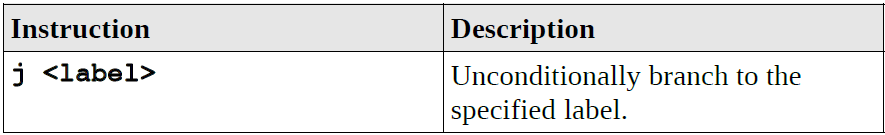 Instruction Description
j <label> Unconditionally branch to the
specified label.